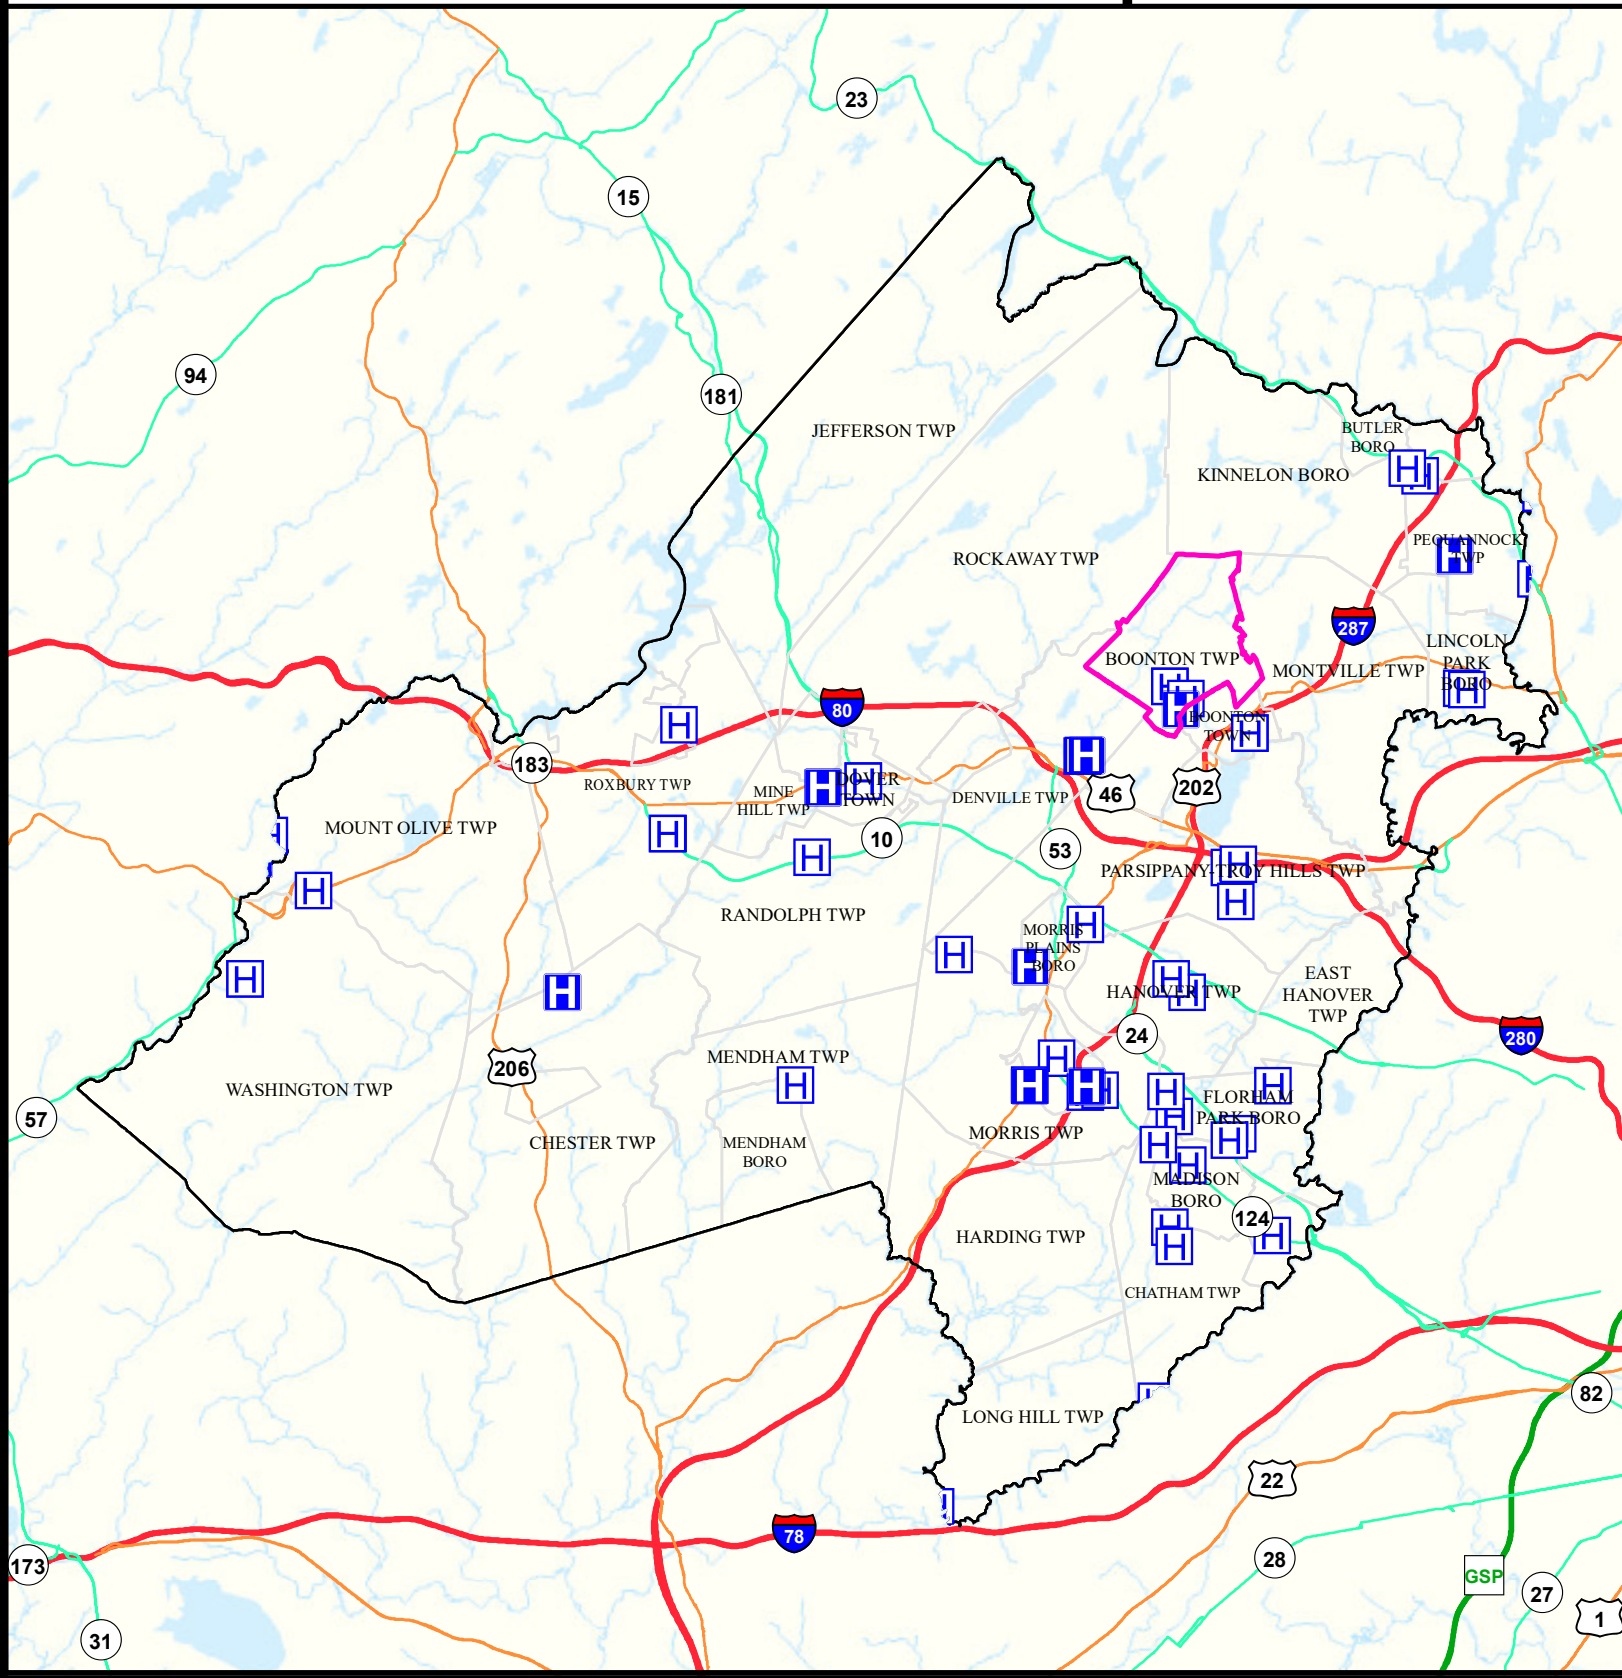 23
15
94
181
JEFFERSON TWP
BUTLER
BORO
KINNELON BORO
H
H
ROCKAWAY TWP
PEQUANNOCK
TWP
H
287
LINCOLN
PARK
BORO
H
BOONTON TWP
MONTVILLE TWP
H
H
H
BOONTON
TOWN
H
80
H
183
ROXBURY TWP
MINE
HILL TWP
H
H
DOVER
TOWN
H
DENVILLE TWP
46
202
MOUNT OLIVE TWP
H
H
10
53
H
H
PARSIPPANY-TROY HILLS TWP
H
H
RANDOLPH TWP
H
MORRIS
PLAINS
BORO
H
H
H
H
H
H
HANOVER TWP
EAST
HANOVER
TWP
24
280
206
MENDHAM TWP
H
WASHINGTON TWP
57
H
H
H
H
H
H
FLORHAM
PARK BORO
H
CHESTER TWP
MENDHAM
BORO
MORRIS TWP
H
H
H
MADISON
BORO
124
H
HARDING TWP
H
H
CHATHAM TWP
LONG HILL TWP
82
22
78
28
173
GSP
27
1
31